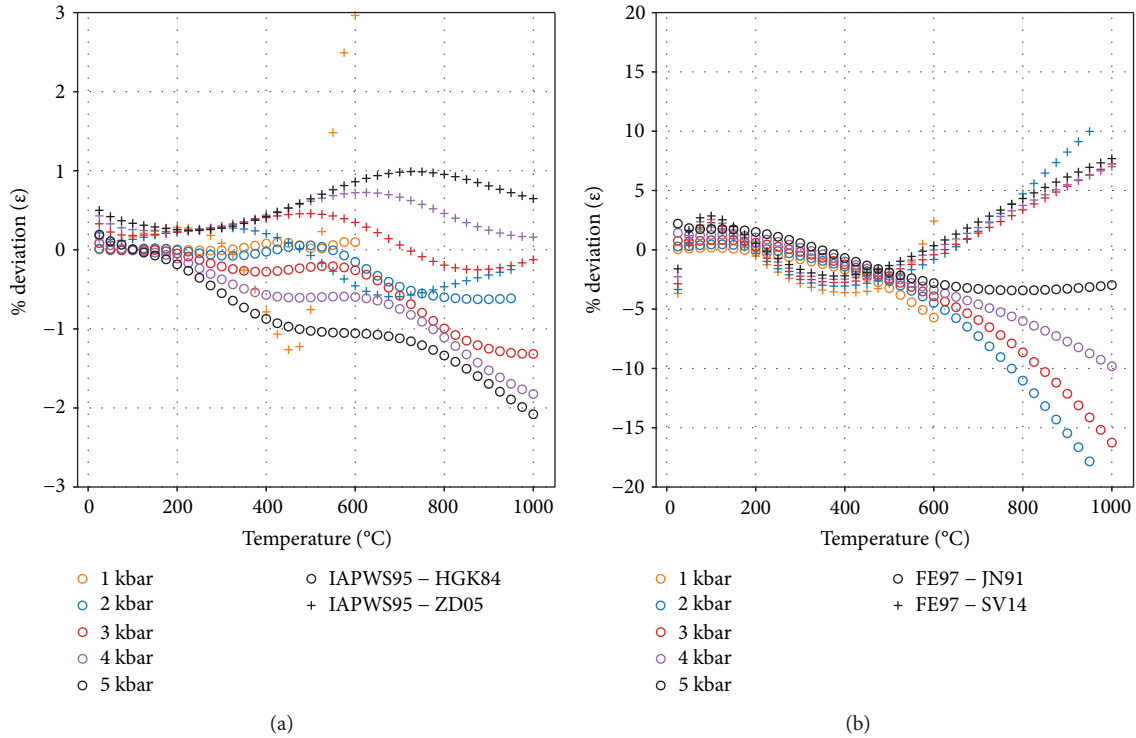 % deviation (ε)
3
2
1
0
−1
−2
−3
0
200
400
600
800
1000
Temperature (°C)
1 kbar
2 kbar
3 kbar
4 kbar
5 kbar
IAPWS95 − HGK84
IAPWS95 − ZD05
(a)
% deviation (ε)
20
15
10
5
0
−5
−10
−15
−20
0
200
400
600
800
1000
Temperature (°C)
1 kbar
2 kbar
3 kbar
4 kbar
5 kbar
FE97 − JN91
FE97 − SV14
(b)